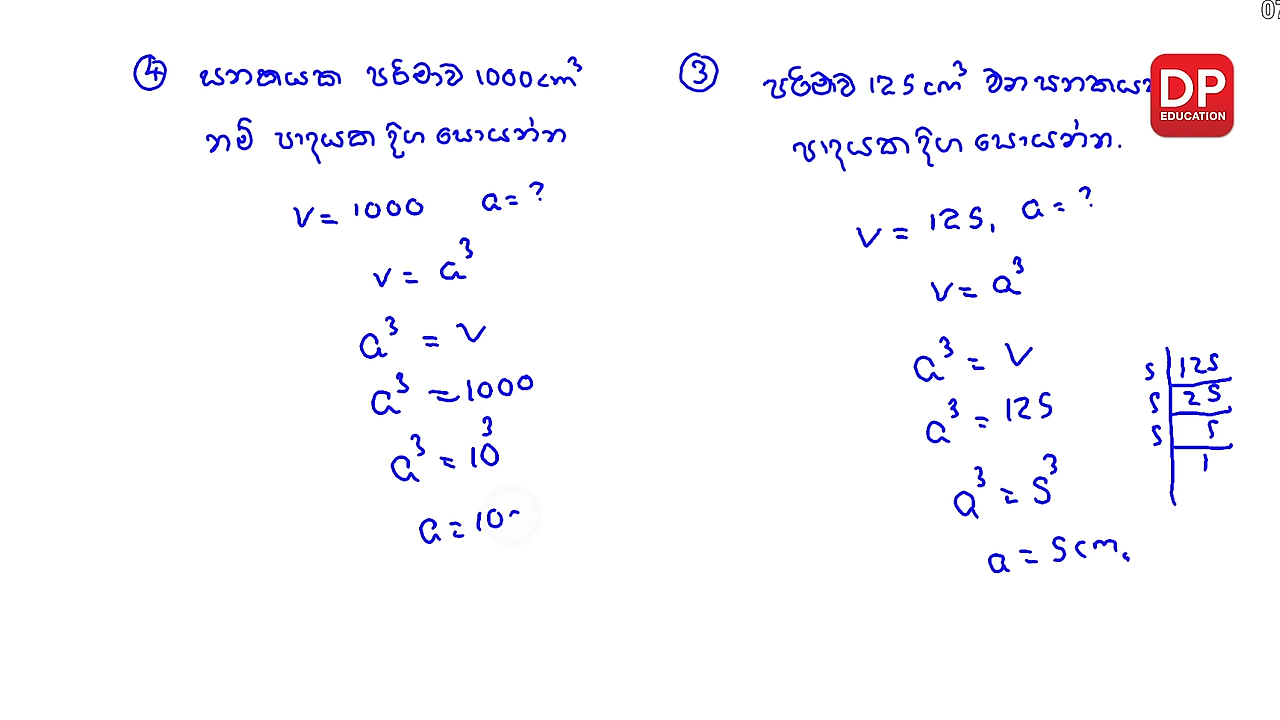 ④ ඝනකයක පරිමාව 1000cm³
නම් පාදයක දිග සොයන්න
v = 1000 a = ?
v = a³
a³ = v
a³ = 1000
a³ = 10³
a = 10
③ පරිමාව 125cm³ වන ඝනකයක
පාදයක දිග සොයන්න.
v = 125, a = ?
v = a³
a³ = v
a³ = 125
a³ = 5³
a = 5cm.
5 125
5 25
5 5
1
DP
EDUCATION